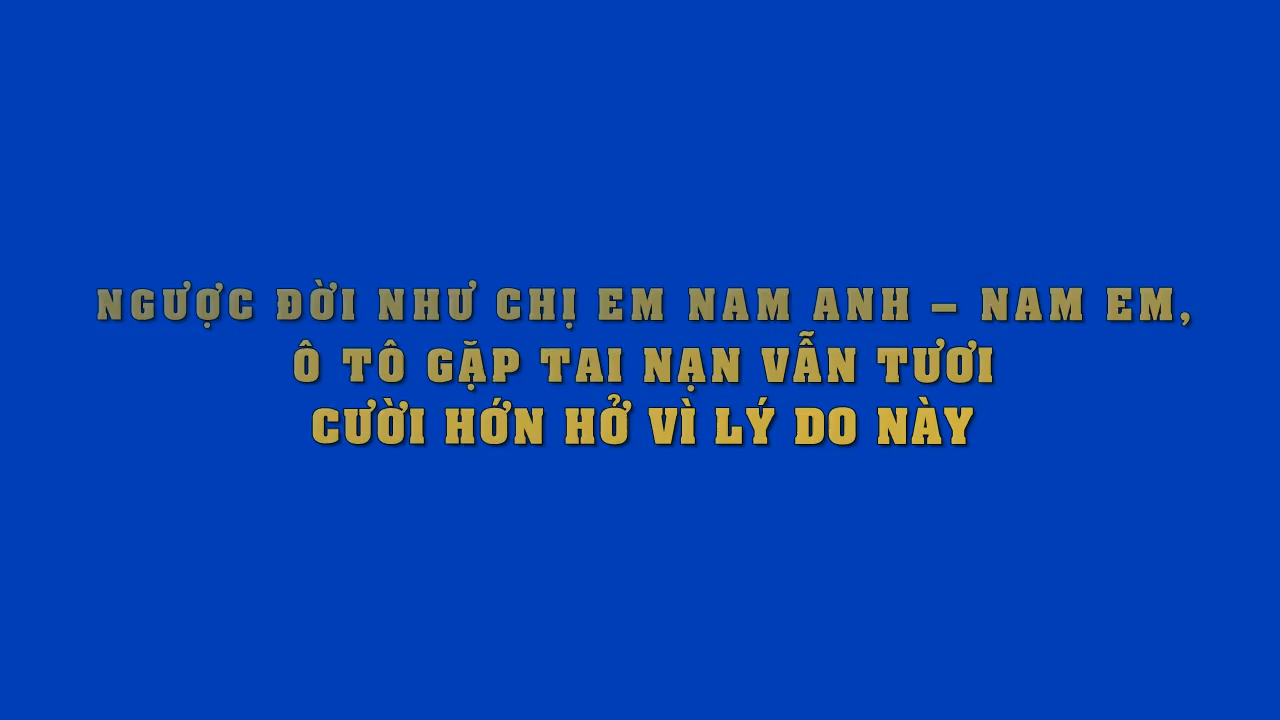 NGƯỢC ĐỜI NHƯ CHỊ EM NAM ANH – NAM EM,
Ô TÔ GẶP TAI NẠN VẪN TƯƠI
CƯỜI HỚN HỞ VÌ LÝ DO NÀY